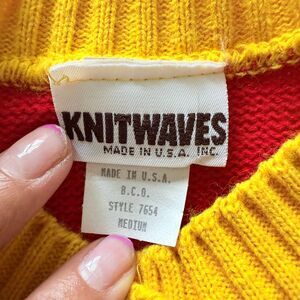 KNITWAVES
MADE IN U.S.A. INC.
MADE IN U.S.A.
B.C.O.
STYLE 7654
MEDIUM